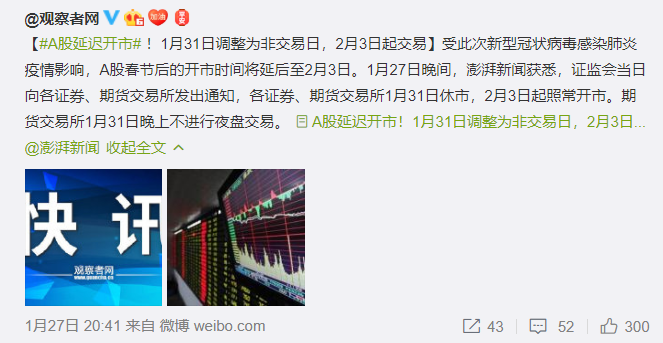 @观察者网
【#A股延迟开市#！1月31日调整为非交易日，2月3日起交易】受此次新型冠状病毒感染肺炎
疫情影响，A股春节后的开市时间将延后至2月3日。1月27日晚间，澎湃新闻获悉，证监会当日
向各证券、期货交易所发出通知，各证券、期货交易所1月31日休市，2月3日起照常开市。期
货交易所1月31日晚上不进行夜盘交易。 A股延迟开市！1月31日调整为非交易日，2月3日...
@澎湃新闻 收起全文
快讯
观察者网
1月27日 20:41 来自 微博 weibo.com
43 52 300